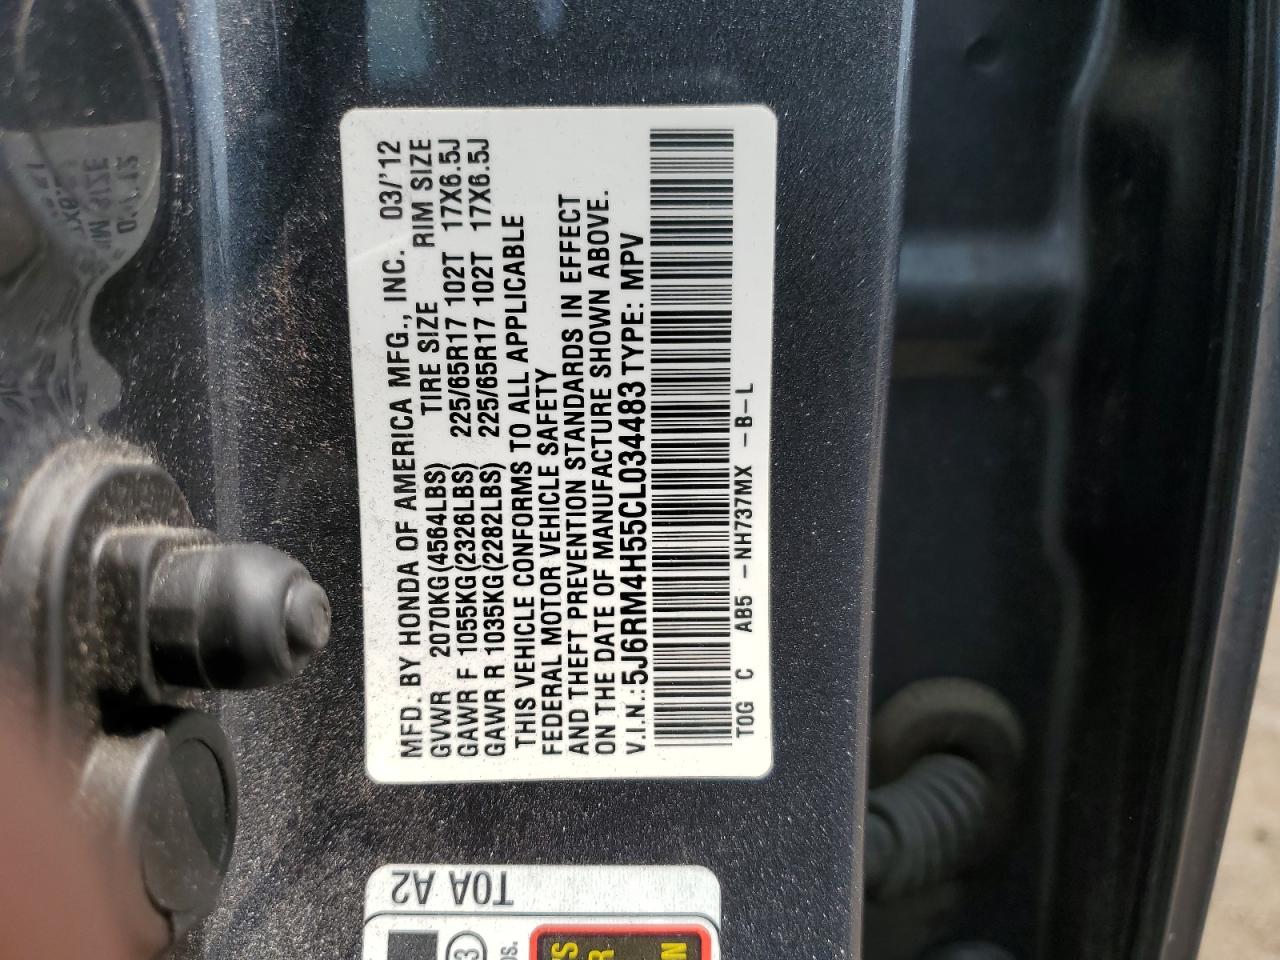 MFD. BY HONDA OF AMERICA MFG., INC. 03/'12
GVWR 2070KG(4564LBS) TIRE SIZE RIM SIZE
GAWR F 1055KG(2326LBS) 225/65R17 102T 17X6.5J
GAWR R 1035KG(2282LBS) 225/65R17 102T 17X6.5J
THIS VEHICLE CONFORMS TO ALL APPLICABLE
FEDERAL MOTOR VEHICLE SAFETY
AND THEFT PREVENTION STANDARDS IN EFFECT
ON THE DATE OF MANUFACTURE SHOWN ABOVE.
V.I.N.:5J6RM4H55CL034483 TYPE: MPV
T0G C AB5 -NH737MX -B-L
T0A A2